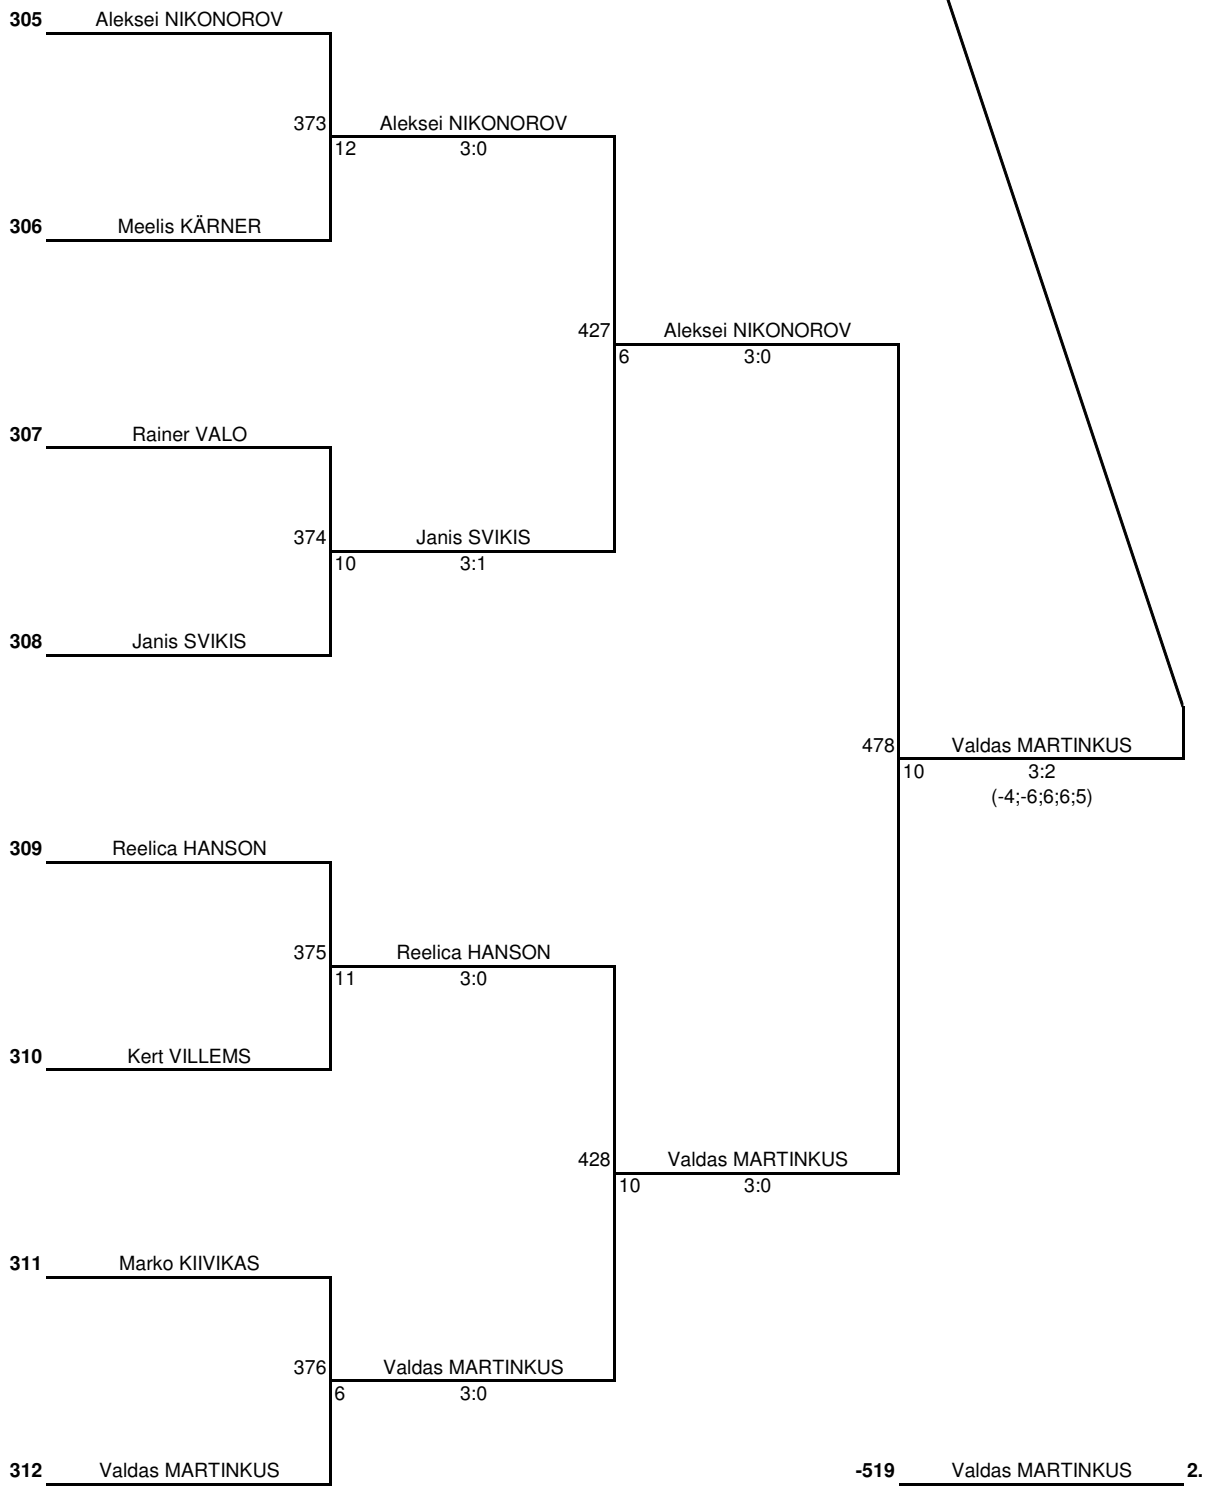 305 Aleksei NIKONOROV
373 Aleksei NIKONOROV
12 3:0
306 Meelis KÄRNER
427 Aleksei NIKONOROV
6 3:0
307 Rainer VALO
374 Janis SVIKIS
10 3:1
308 Janis SVIKIS
478 Valdas MARTINKUS
10 3:2
(-4;-6;6;6;5)
309 Reelica HANSON
375 Reelica HANSON
11 3:0
310 Kert VILLEMS
428 Valdas MARTINKUS
10 3:0
311 Marko KIIVIKAS
376 Valdas MARTINKUS
6 3:0
312 Valdas MARTINKUS
-519 Valdas MARTINKUS 2.